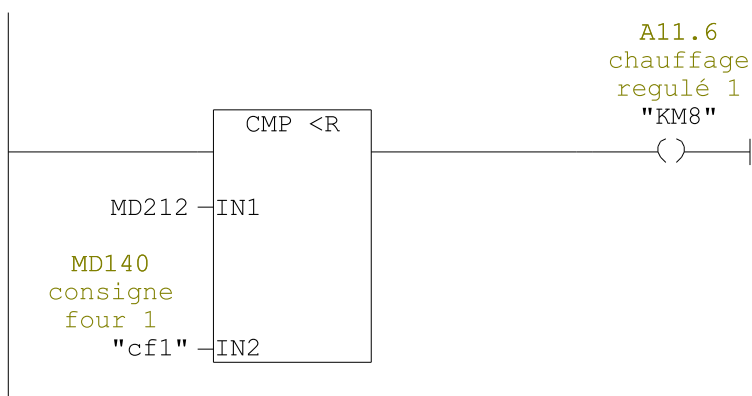 A11.6
chauffage
regulé 1
"KM8"
CMP <R
MD212
IN1
MD140
consigne
four 1
"cf1"
IN2